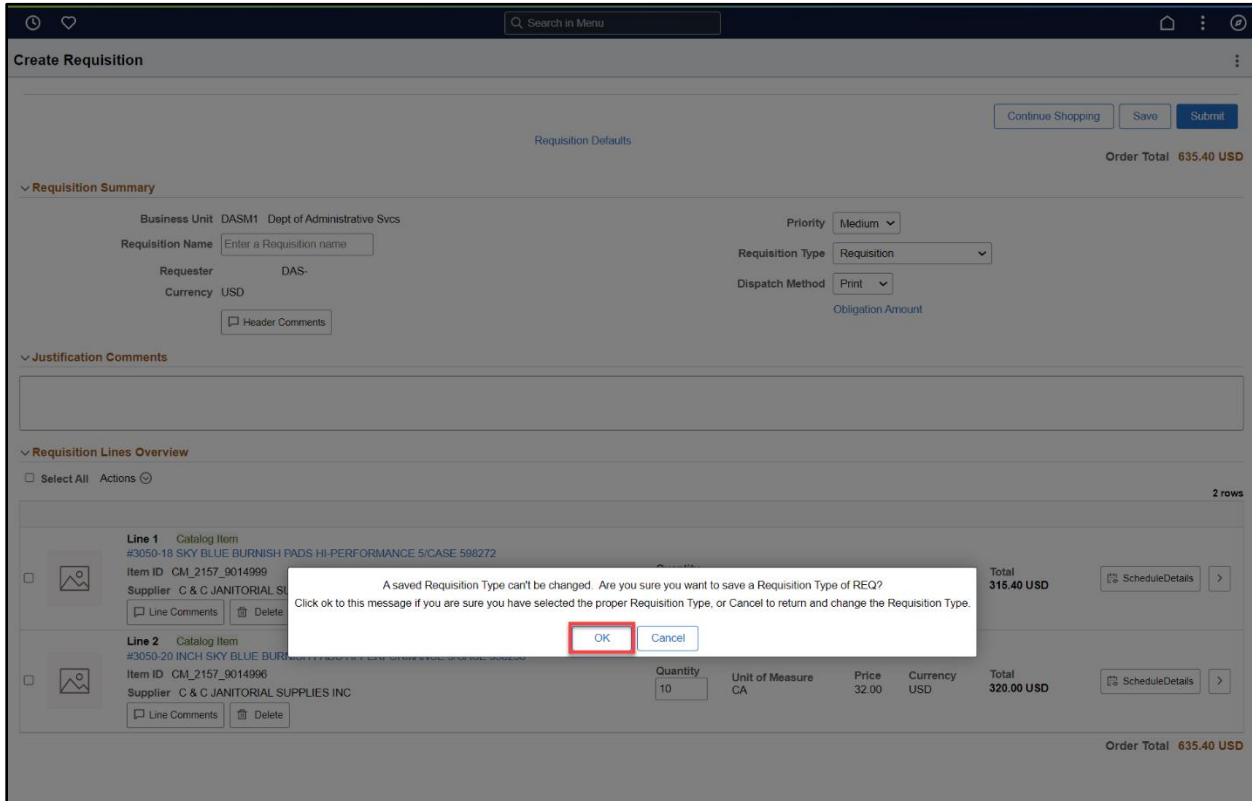 Search in Menu
Create Requisition
Continue Shopping
Save
Submit
Requisition Defaults
Order Total 635.40 USD
Requisition Summary
Business Unit DASM1 Dept of Administrative Svcs
Priority Medium
Requisition Name Enter a Requisition name
Requisition Type Requisition
Requester DAS-
Dispatch Method Print
Currency USD
Obligation Amount
Header Comments
Justification Comments
Requisition Lines Overview
Select All Actions
2 rows
Line 1 Catalog Item
#3050-18 SKY BLUE BURNISH PADS HI-PERFORMANCE 5/CASE 598272
Item ID CM_2157_9014999
Supplier C & C JANITORIAL
Total
315.40 USD
ScheduleDetails
Line Comments Delete
A saved Requisition Type can't be changed. Are you sure you want to save a Requisition Type of REQ?
Click ok to this message if you are sure you have selected the proper Requisition Type, or Cancel to return and change the Requisition Type.
OK Cancel
Line 2 Catalog Item
#3050-20 INCH SKY BLUE
Item ID CM_2157_9014996
Supplier C & C JANITORIAL SUPPLIES INC
Quantity
10
Unit of Measure
CA
Price
32.00
Currency
USD
Total
320.00 USD
ScheduleDetails
Line Comments Delete
Order Total 635.40 USD